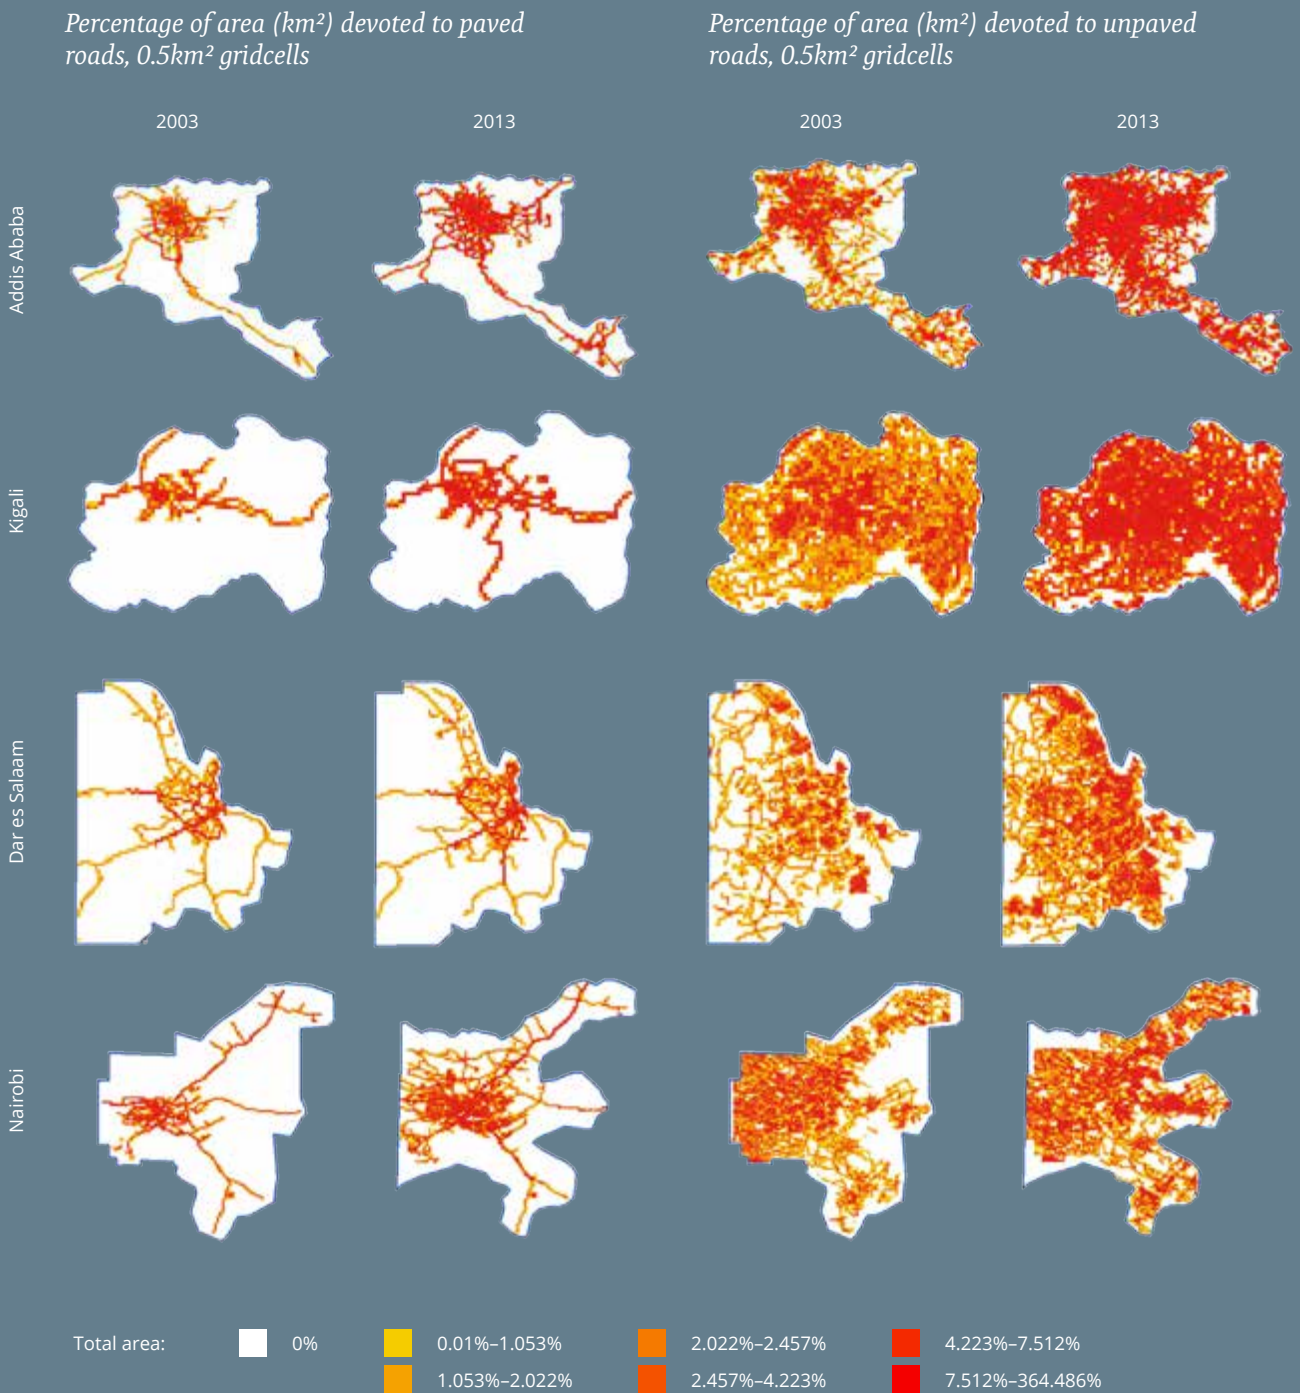 Percentage of area (km²) devoted to paved
roads, 0.5km² gridcells
Percentage of area (km²) devoted to unpaved
roads, 0.5km² gridcells
2003
2013
2003
2013
Addis Ababa
Kigali
Dar es Salaam
Nairobi
Total area:
0%
0.01%–1.053%
2.022%–2.457%
4.223%–7.512%
1.053%–2.022%
2.457%–4.223%
7.512%–364.486%